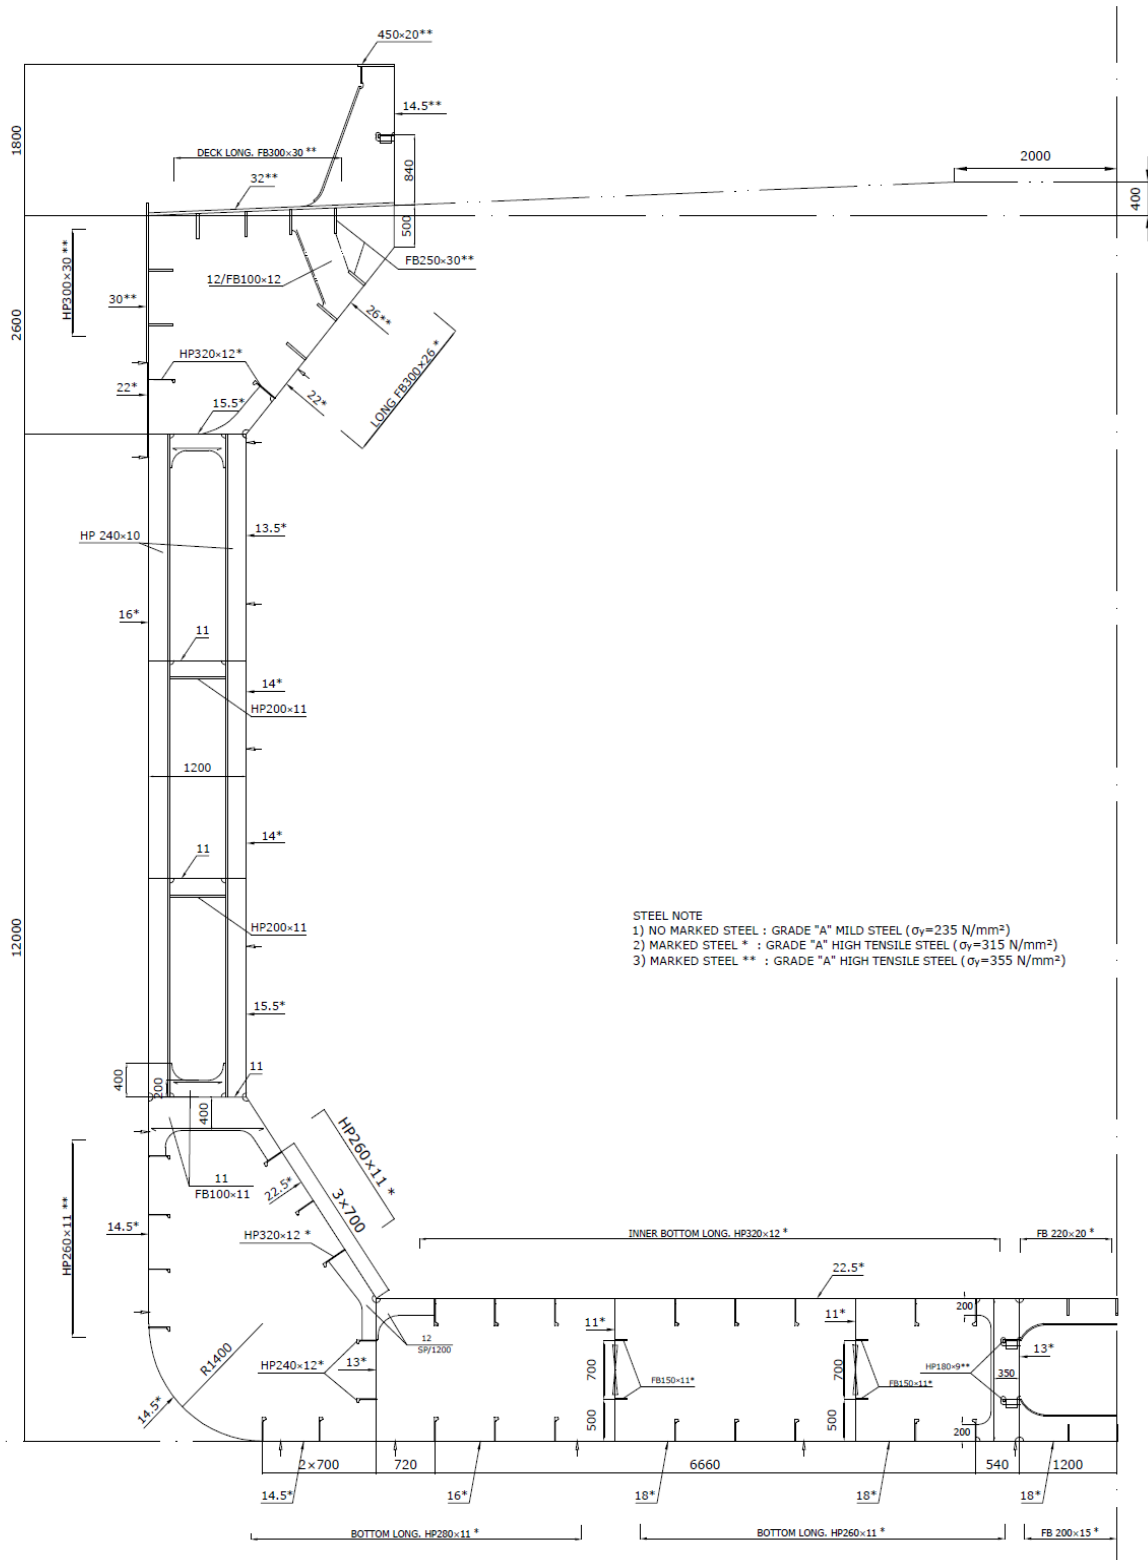 450×20**
14.5**
1800
DECK LONG. FB300×30 **
840
2000
32**
400
500
HP300×30 **
FB250×30**
12/FB100×12
30**
26**
2600
HP320×12*
22*
22*
LONG FB300×26 *
15.5*
13.5*
HP 240×10
16*
11
14*
HP200×11
1200
14*
11
HP200×11
12000
STEEL NOTE
1) NO MARKED STEEL : GRADE "A" MILD STEEL (σy=235 N/mm²)
2) MARKED STEEL * : GRADE "A" HIGH TENSILE STEEL (σy=315 N/mm²)
3) MARKED STEEL ** : GRADE "A" HIGH TENSILE STEEL (σy=355 N/mm²)
15.5*
11
400
200
400
HP260×11 *
11
FB100×11
22.5*
3×700
HP260×11 **
14.5*
HP320×12 *
INNER BOTTOM LONG. HP320×12 *
FB 220×20 *
22.5*
200
11*
11*
12
SP/1200
13*
R1400
HP240×12*
13*
700
FB150×11*
700
FB150×11*
HP180×9**
350
14.5*
500
500
200
2×700
720
6660
540
1200
14.5*
16*
18*
18*
18*
BOTTOM LONG. HP280×11 *
BOTTOM LONG. HP260×11 *
FB 200×15 *